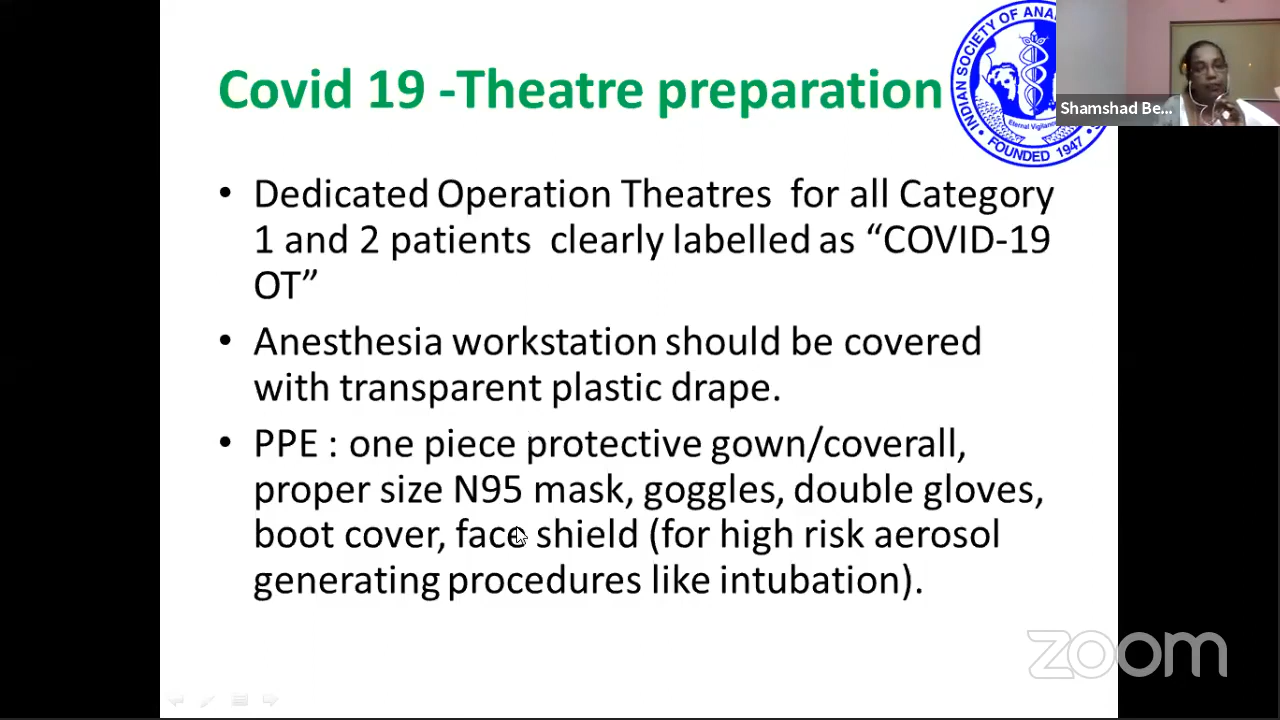 Covid 19 -Theatre preparation
INDIAN SOCIETY OF
Eternal
FOUNDED 1947
Shamshad Be...
• Dedicated Operation Theatres for all Category
1 and 2 patients clearly labelled as “COVID-19
OT”
• Anesthesia workstation should be covered
with transparent plastic drape.
• PPE : one piece protective gown/coverall,
proper size N95 mask, goggles, double gloves,
boot cover, face shield (for high risk aerosol
generating procedures like intubation).
zoom